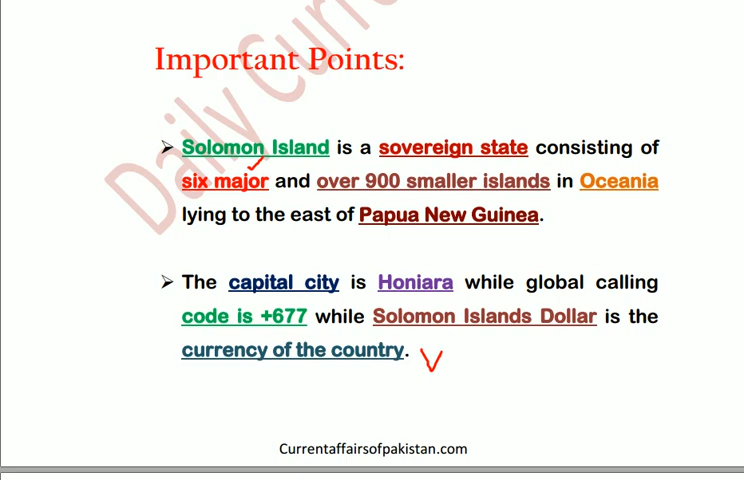 Important Points:
➤ Solomon Island is a sovereign state consisting of
six major and over 900 smaller islands in Oceania
lying to the east of Papua New Guinea.
➤ The capital city is Honiara while global calling
code is +677 while Solomon Islands Dollar is the
currency of the country.
Daily Curr
Currentaffairsofpakistan.com